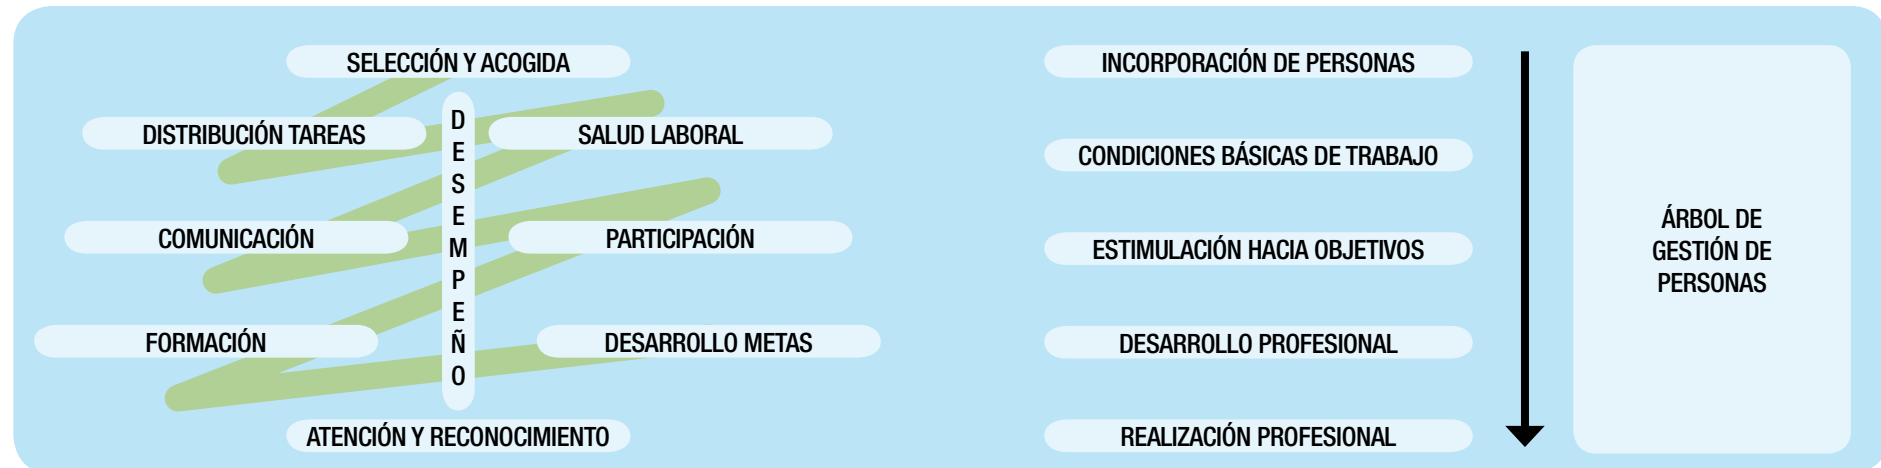 SELECCIÓN Y ACOGIDA
DISTRIBUCIÓN TAREAS
SALUD LABORAL
COMUNICACIÓN
PARTICIPACIÓN
FORMACIÓN
DESARROLLO METAS
ATENCIÓN Y RECONOCIMIENTO
D
E
S
E
M
P
E
Ñ
O
INCORPORACIÓN DE PERSONAS
CONDICIONES BÁSICAS DE TRABAJO
ESTIMULACIÓN HACIA OBJETIVOS
DESARROLLO PROFESIONAL
REALIZACIÓN PROFESIONAL
ÁRBOL DE
GESTIÓN DE
PERSONAS